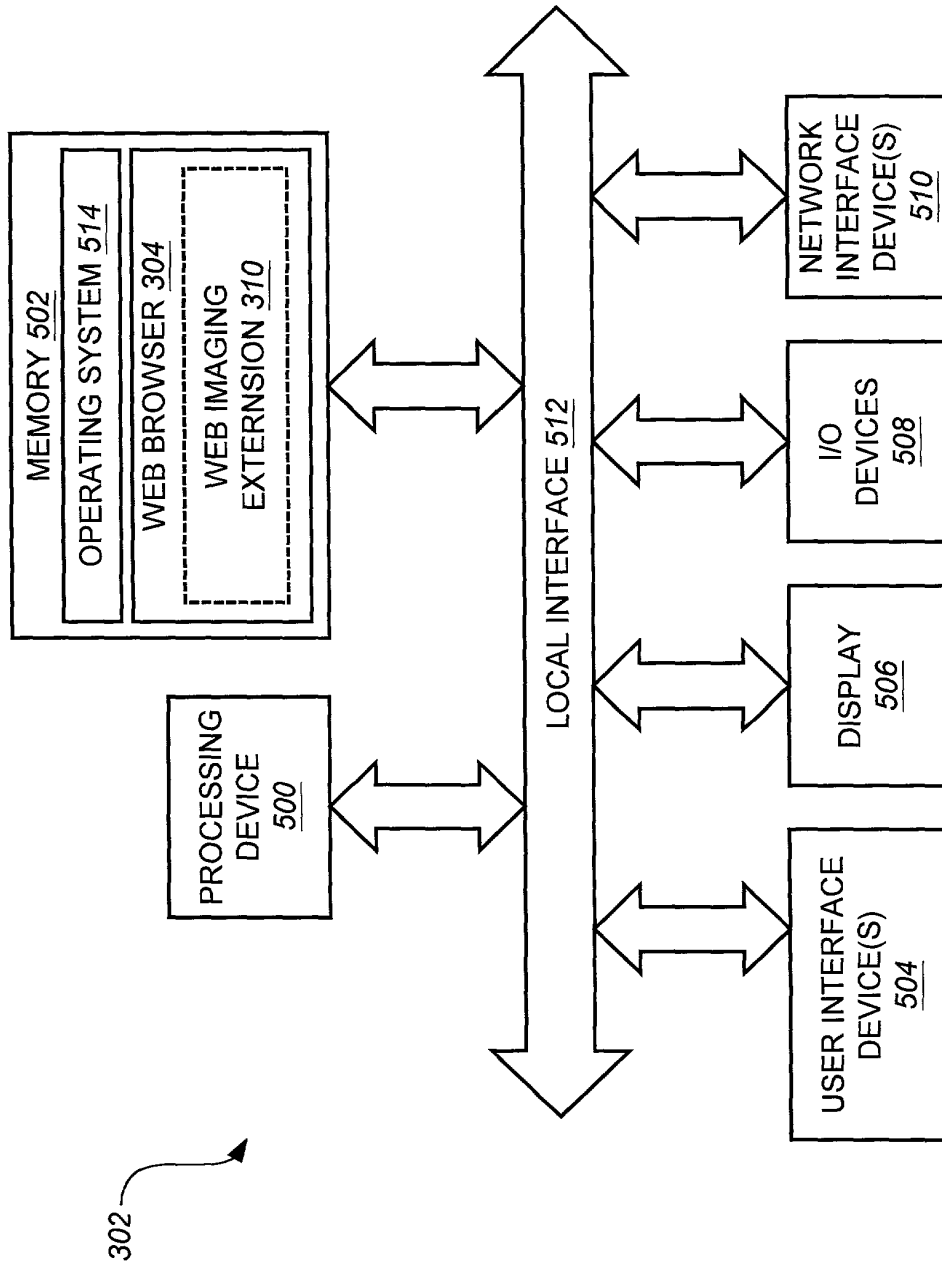 302
PROCESSING
DEVICE
500
MEMORY 502
OPERATING SYSTEM 514
WEB BROWSER 304
WEB IMAGING
EXTERNSION 310
LOCAL INTERFACE 512
USER INTERFACE
DEVICE(S)
504
DISPLAY
506
I/O
DEVICES
508
NETWORK
INTERFACE
DEVICE(S)
510